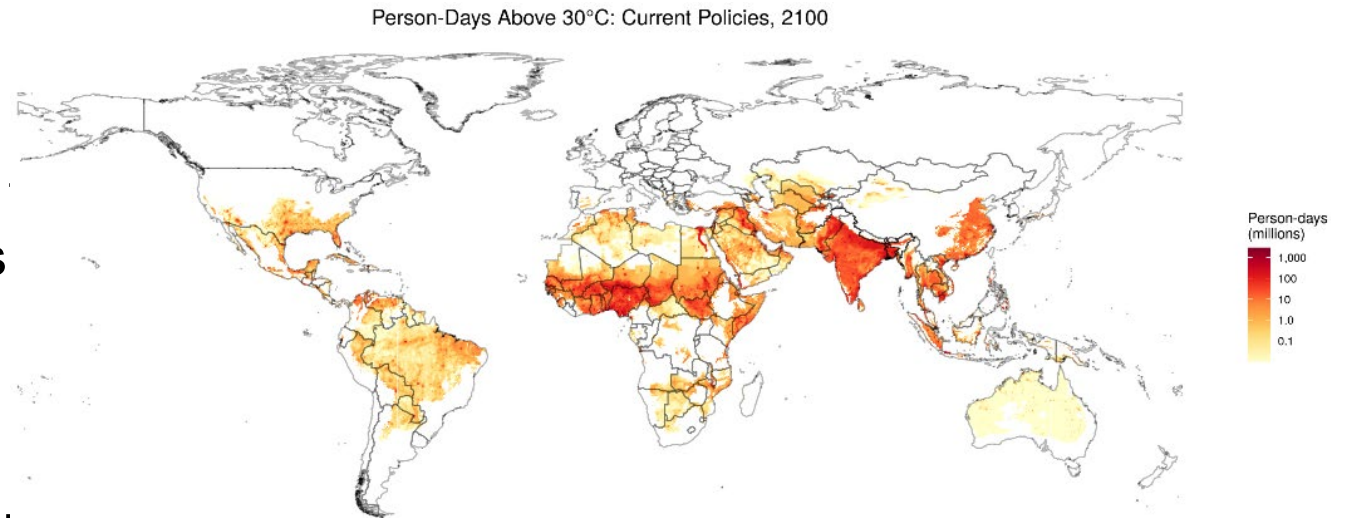 Person-Days Above 30°C: Current Policies, 2100
s
Person-days
(millions)
1,000
100
10
1.0
0.1